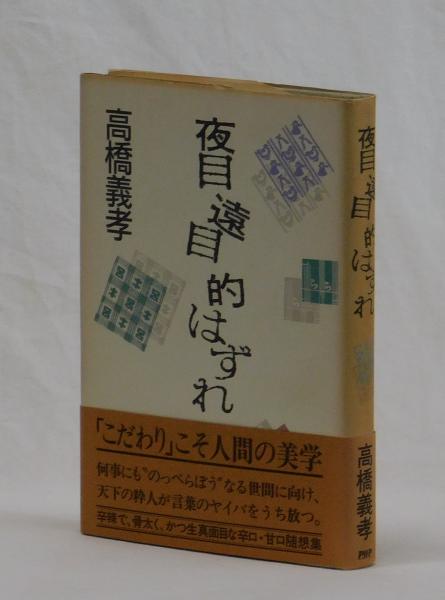 高橋義孝
夜目、遠目
的はずれ
「こだわり」こそ人間の美学
何事にも“のっぺらぼう”なる世間に向け、
天下の粋人が言葉のヤイバをうち放つ。
卒裸で、骨太く、かつ生真面目な辛口・甘口随想集
夜目、遠目 的はずれ
高橋義孝
PHP